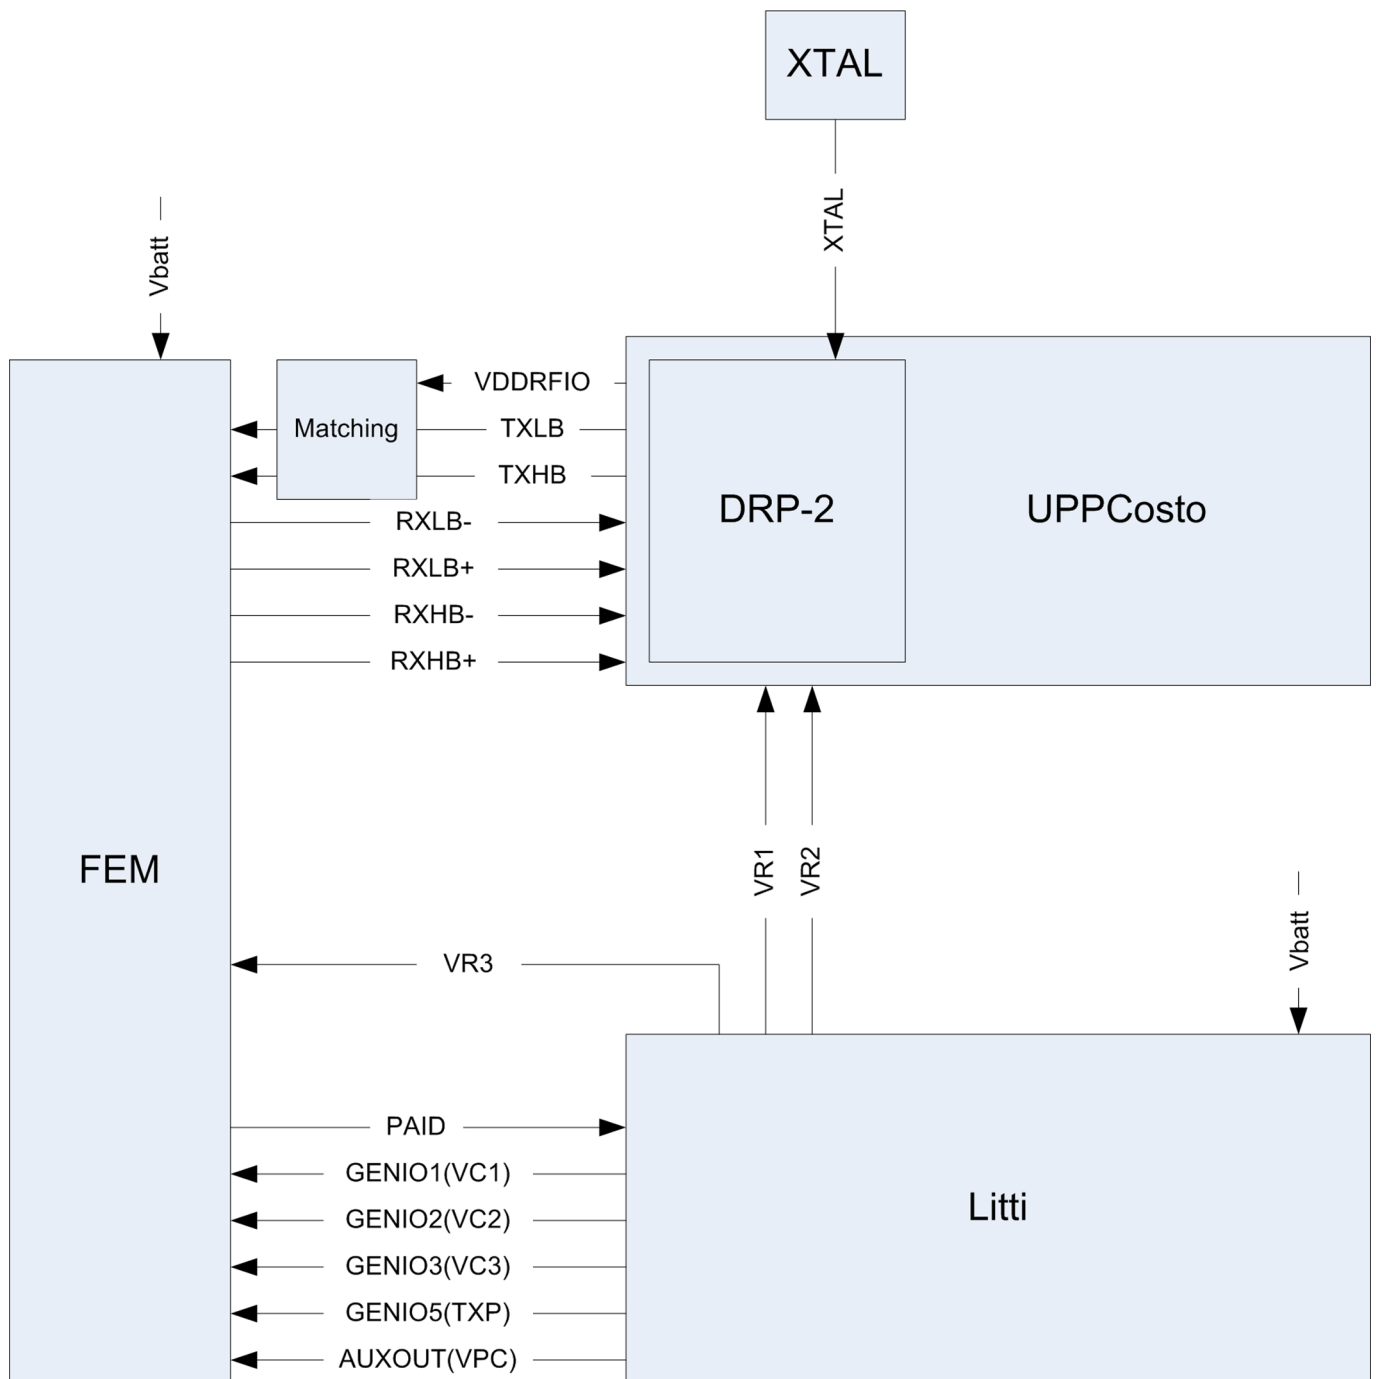 XTAL
XTAL
Vbatt
VDDRFIO
Matching
TXLB
TXHB
DRP-2
UPPCosto
RXLB-
RXLB+
RXHB-
RXHB+
FEM
VR1
VR2
Vbatt
VR3
PAID
GENIO1(VC1)
Litti
GENIO2(VC2)
GENIO3(VC3)
GENIO5(TXP)
AUXOUT(VPC)